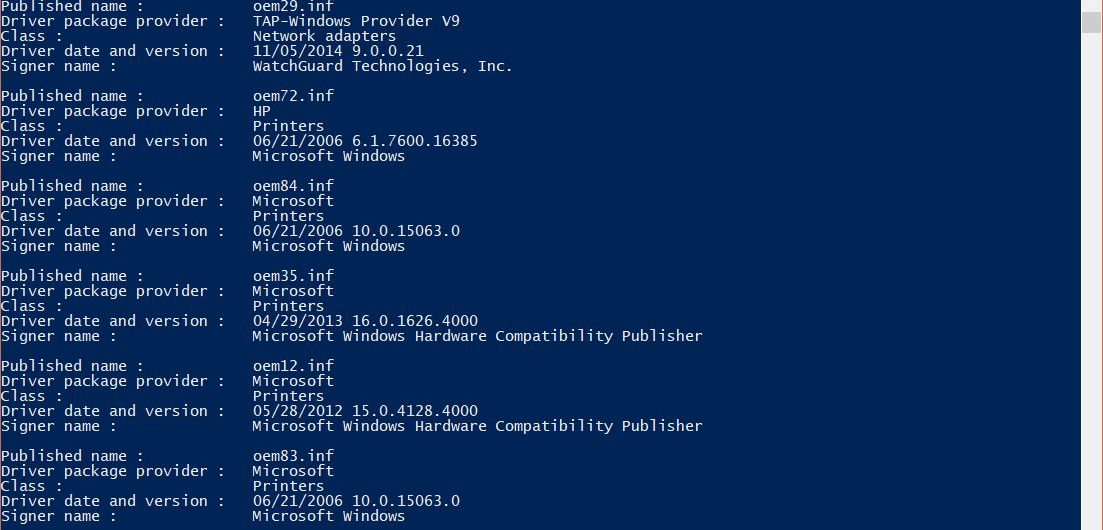 Published name :            oem29.inf
Driver package provider :   TAP-Windows Provider V9
Class :                     Network adapters
Driver date and version :   11/05/2014 9.0.0.21
Signer name :               WatchGuard Technologies, Inc.

Published name :            oem72.inf
Driver package provider :   HP
Class :                     Printers
Driver date and version :   06/21/2006 6.1.7600.16385
Signer name :               Microsoft Windows

Published name :            oem84.inf
Driver package provider :   Microsoft
Class :                     Printers
Driver date and version :   06/21/2006 10.0.15063.0
Signer name :               Microsoft Windows

Published name :            oem35.inf
Driver package provider :   Microsoft
Class :                     Printers
Driver date and version :   04/29/2013 16.0.1626.4000
Signer name :               Microsoft Windows Hardware Compatibility Publisher

Published name :            oem12.inf
Driver package provider :   Microsoft
Class :                     Printers
Driver date and version :   05/28/2012 15.0.4128.4000
Signer name :               Microsoft Windows Hardware Compatibility Publisher

Published name :            oem83.inf
Driver package provider :   Microsoft
Class :                     Printers
Driver date and version :   06/21/2006 10.0.15063.0
Signer name :               Microsoft Windows